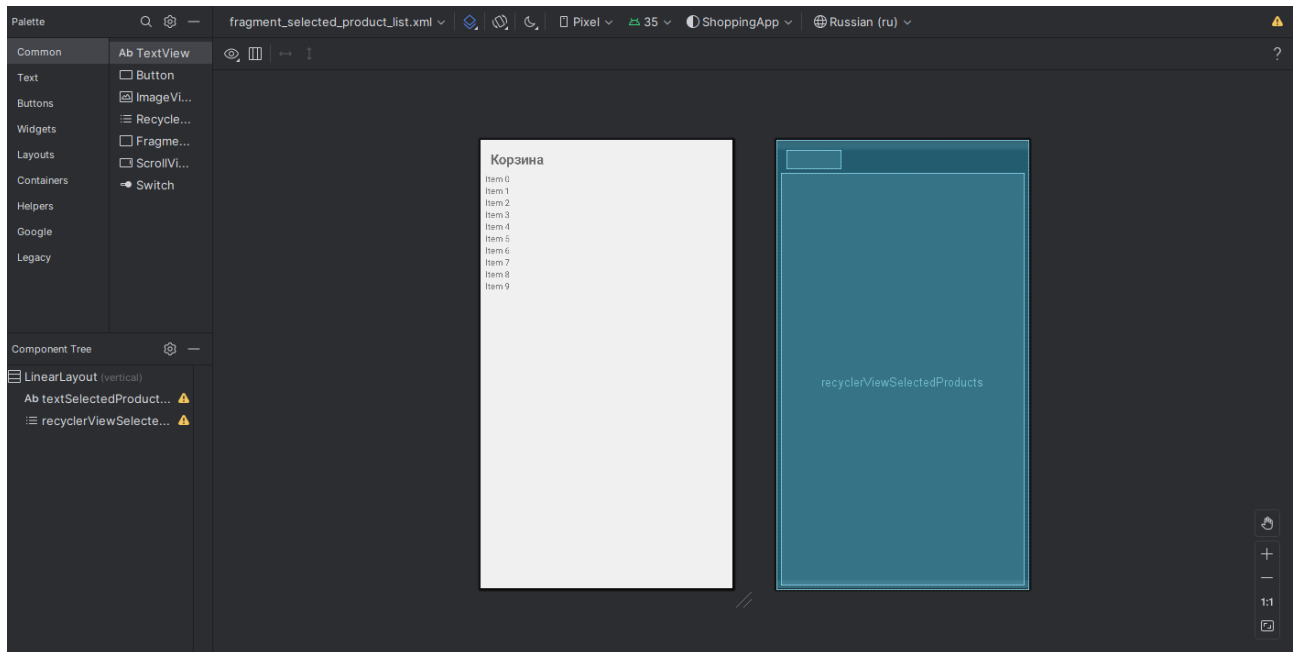 Palette
fragment_selected_product_list.xml
Pixel
35
ShoppingApp
Russian (ru)
Common
Text
Buttons
Widgets
Layouts
Containers
Helpers
Google
Legacy
Ab TextView
Button
ImageVi...
Recycle...
Fragme...
ScrollVi...
Switch
?
Component Tree
LinearLayout (vertical)
Ab textSelectedProduct...
recyclerViewSelecte...
Корзина
Item 0
Item 1
Item 2
Item 3
Item 4
Item 5
Item 6
Item 7
Item 8
Item 9
recyclerViewSelectedProducts
1:1